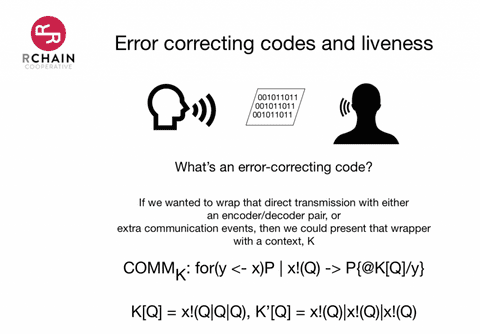 RCHAIN
COOPERATIVE
Error correcting codes and liveness
001011011
001011011
001011011
What's an error-correcting code?
If we wanted to wrap that direct transmission with either
an encoder/decoder pair, or
extra communication events, then we could present that wrapper
with a context, K
COMMK: for(y <- x)P | x!(Q) -> P{@K[Q]/y}
K[Q] = x!(Q|Q|Q), K'[Q] = x!(Q)|x!(Q)|x!(Q)